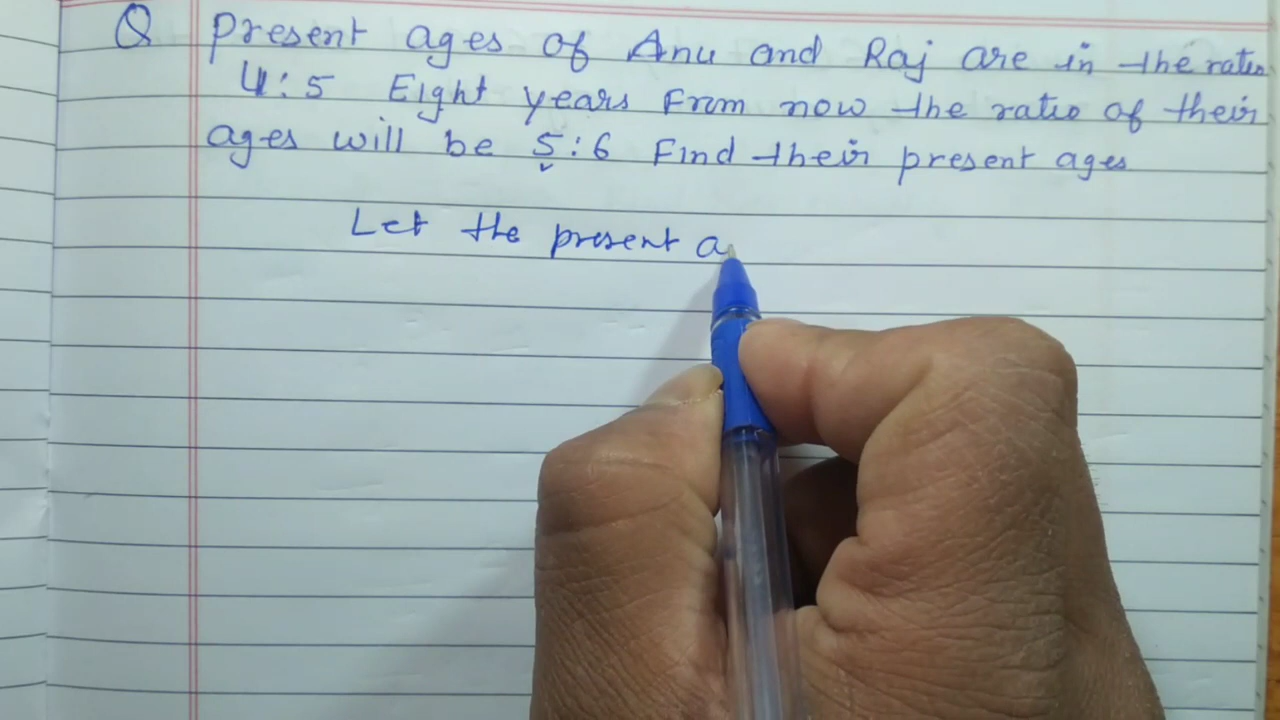 Q Present ages of Anu and Raj are in the ratio
4:5 Eight years From now the ratio of their
ages will be 5:6 Find their present ages
Let the present a